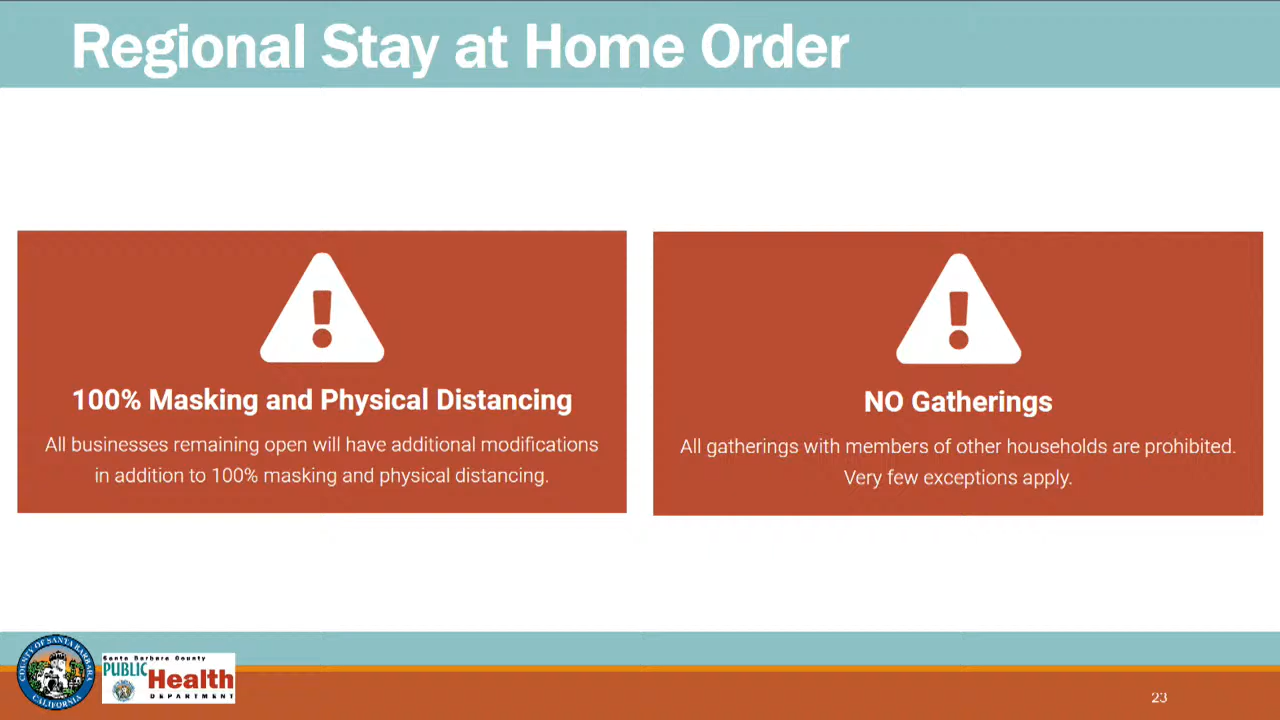 Regional Stay at Home Order
100% Masking and Physical Distancing
All businesses remaining open will have additional modifications
in addition to 100% masking and physical distancing.
NO Gatherings
All gatherings with members of other households are prohibited.
Very few exceptions apply.
COUNTY OF SANTA BARBARA
CALIFORNIA
Santa Barbara County
PUBLIC Health
DEPARTMENT
23